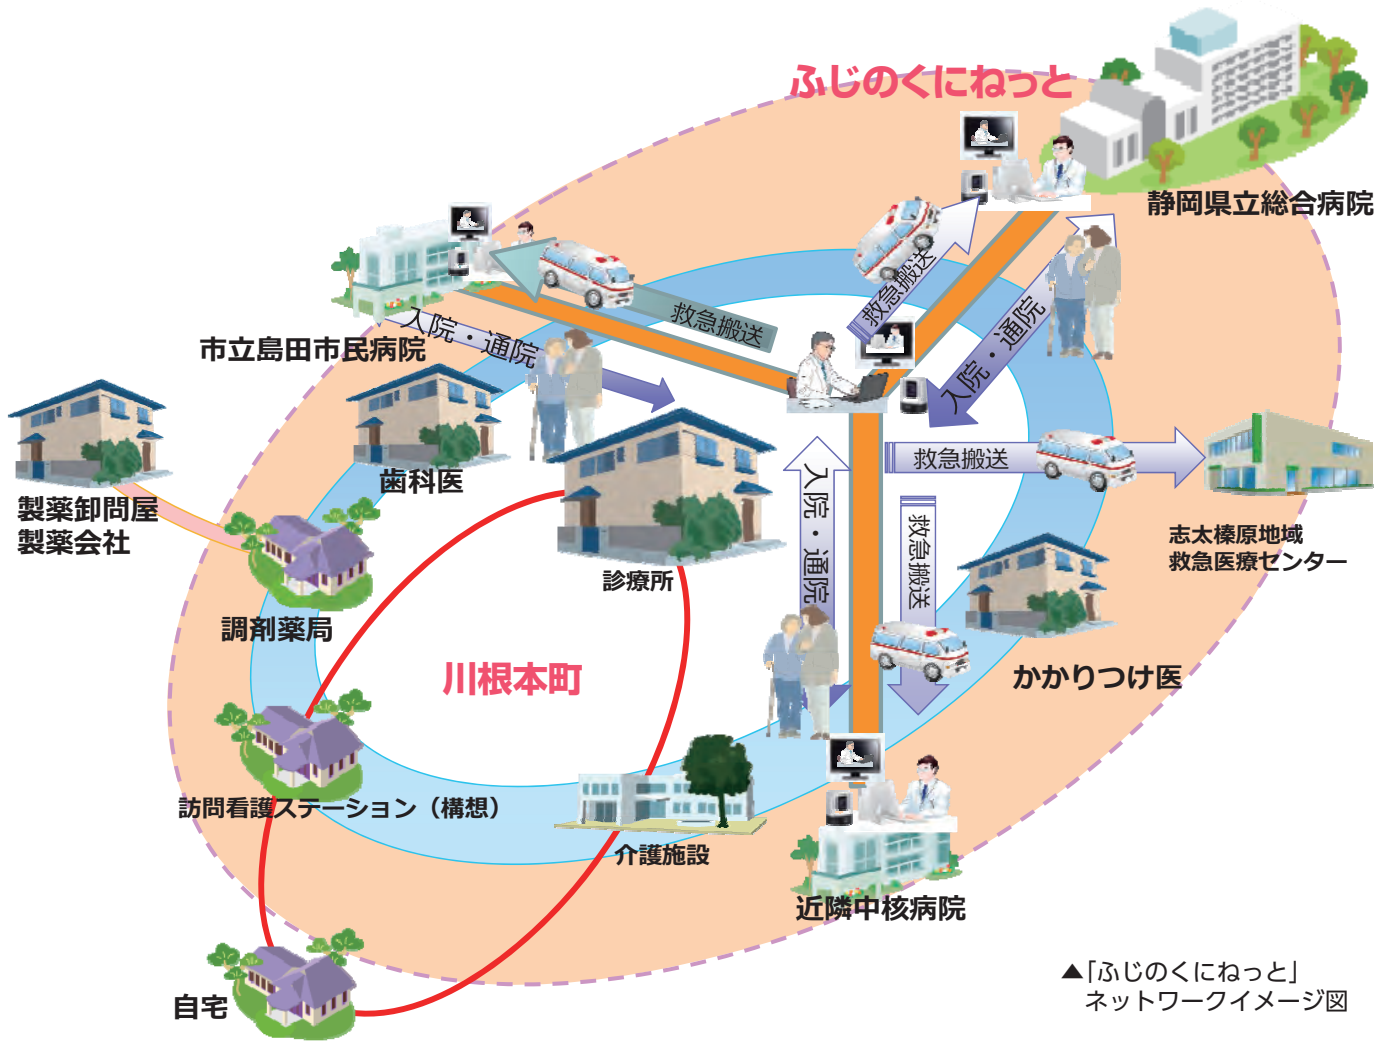 ふじのくにねっと
静岡県立総合病院
救急搬送
救急搬送
入院・通院
市立島田市民病院
入院・通院
歯科医
製薬卸問屋
製薬会社
救急搬送
入院・通院
救急搬送
志太榛原地域
救急医療センター
診療所
調剤薬局
川根本町
かかりつけ医
訪問看護ステーション（構想）
介護施設
近隣中核病院
自宅
▲「ふじのくにねっと」
ネットワークイメージ図